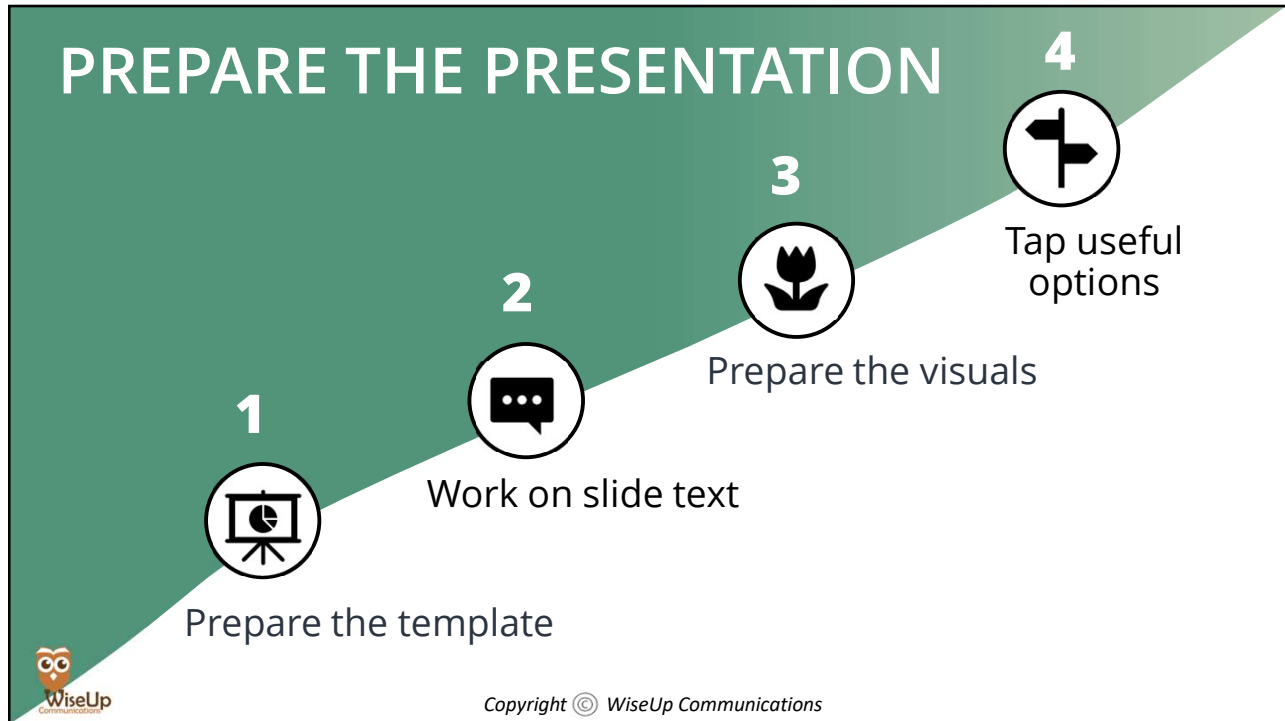 PREPARE THE PRESENTATION
1
Prepare the template
2
Work on slide text
3
Prepare the visuals
4
Tap useful
options
WiseUp
Communications
Copyright © WiseUp Communications